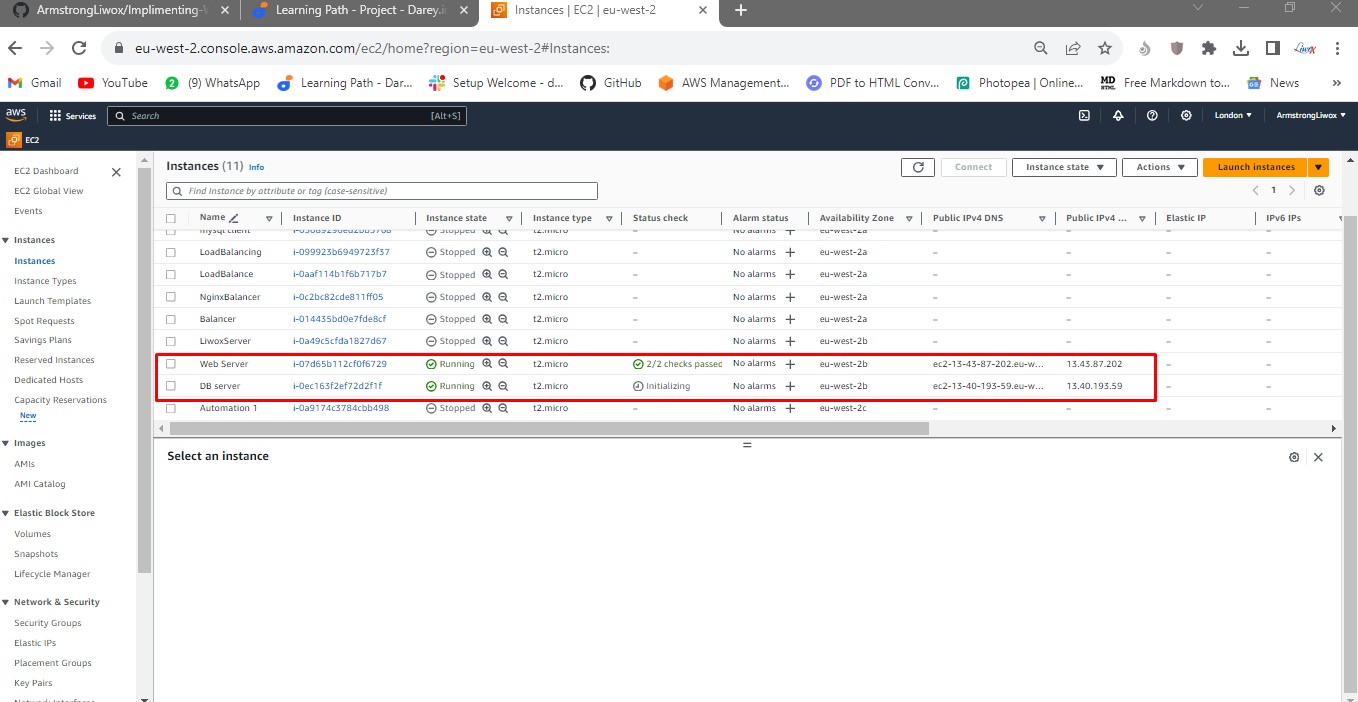 ArmstrongLiwox/Implimenting-
Learning Path - Project - Darey.i
Instances | EC2 | eu-west-2
eu-west-2.console.aws.amazon.com/ec2/home?region=eu-west-2#Instances:
Gmail YouTube (9) WhatsApp Learning Path - Dar... Setup Welcome - d... GitHub AWS Management... PDF to HTML Conv... Photopea | Online... Free Markdown to... News »
aws Services Search [Alt+S] London ArmstrongLiwox
EC2
EC2 Dashboard
EC2 Global View
Events
Instances
Instances
Instance Types
Launch Templates
Spot Requests
Savings Plans
Reserved Instances
Dedicated Hosts
Capacity Reservations
New
Images
AMIs
AMI Catalog
Elastic Block Store
Volumes
Snapshots
Lifecycle Manager
Network & Security
Security Groups
Elastic IPs
Placement Groups
Key Pairs
Instances (11) Info Connect Instance state Actions Launch instances
Find Instance by attribute or tag (case-sensitive) 1
Name Instance ID Instance state Instance type Status check Alarm status Availability Zone Public IPv4 DNS Public IPv4 ... Elastic IP IPv6 IPs
mysql client Stopped t2.micro – No alarms + eu-west-2a – – – –
LoadBalancing i-099923b6949723f37 Stopped t2.micro – No alarms + eu-west-2a – – – –
LoadBalance i-0aaf114b1f6b717b7 Stopped t2.micro – No alarms + eu-west-2a – – – –
NginxBalancer i-0c2bc82cde811ff05 Stopped t2.micro – No alarms + eu-west-2a – – – –
Balancer i-014435bd0e7fde8cf Stopped t2.micro – No alarms + eu-west-2a – – – –
LiwoxServer i-0a49c5cfda1827d67 Stopped t2.micro – No alarms + eu-west-2b – – – –
Web Server i-07d65b112cf0f6729 Running t2.micro 2/2 checks passed No alarms + eu-west-2b ec2-13-43-87-202.eu-w... 13.43.87.202 – –
DB server i-0ec163f2ef72d2f1f Running t2.micro Initializing No alarms + eu-west-2b ec2-13-40-193-59.eu-w... 13.40.193.59 – –
Automation 1 i-0a9174c3784cbb498 Stopped t2.micro – No alarms + eu-west-2c – – – –
Select an instance